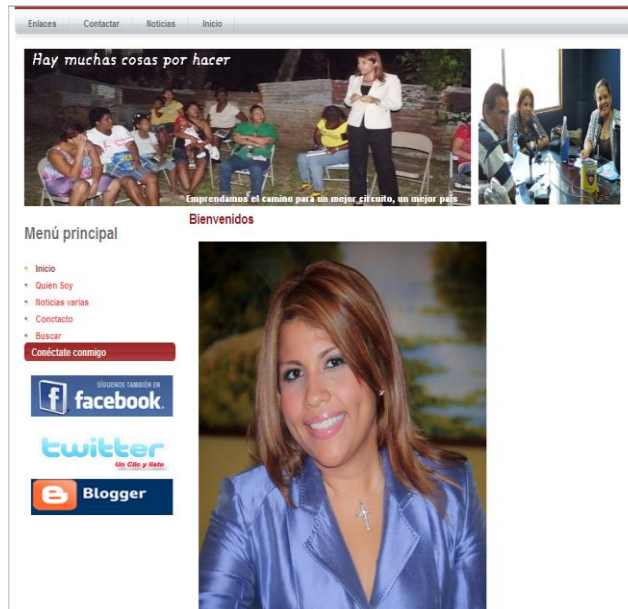 Enlaces Contactar Noticias Inicio
Hay muchas cosas por hacer
Emprendamos el camino para un mejor circuito, un mejor pais
Bienvenidos
Menú principal
Inicio
Quien Soy
Noticias varias
Conctacto
Buscar
Conéctate conmigo
SÍGUENOS TAMBIÉN EN
facebook
twitter
Un Clic y listo
Blogger